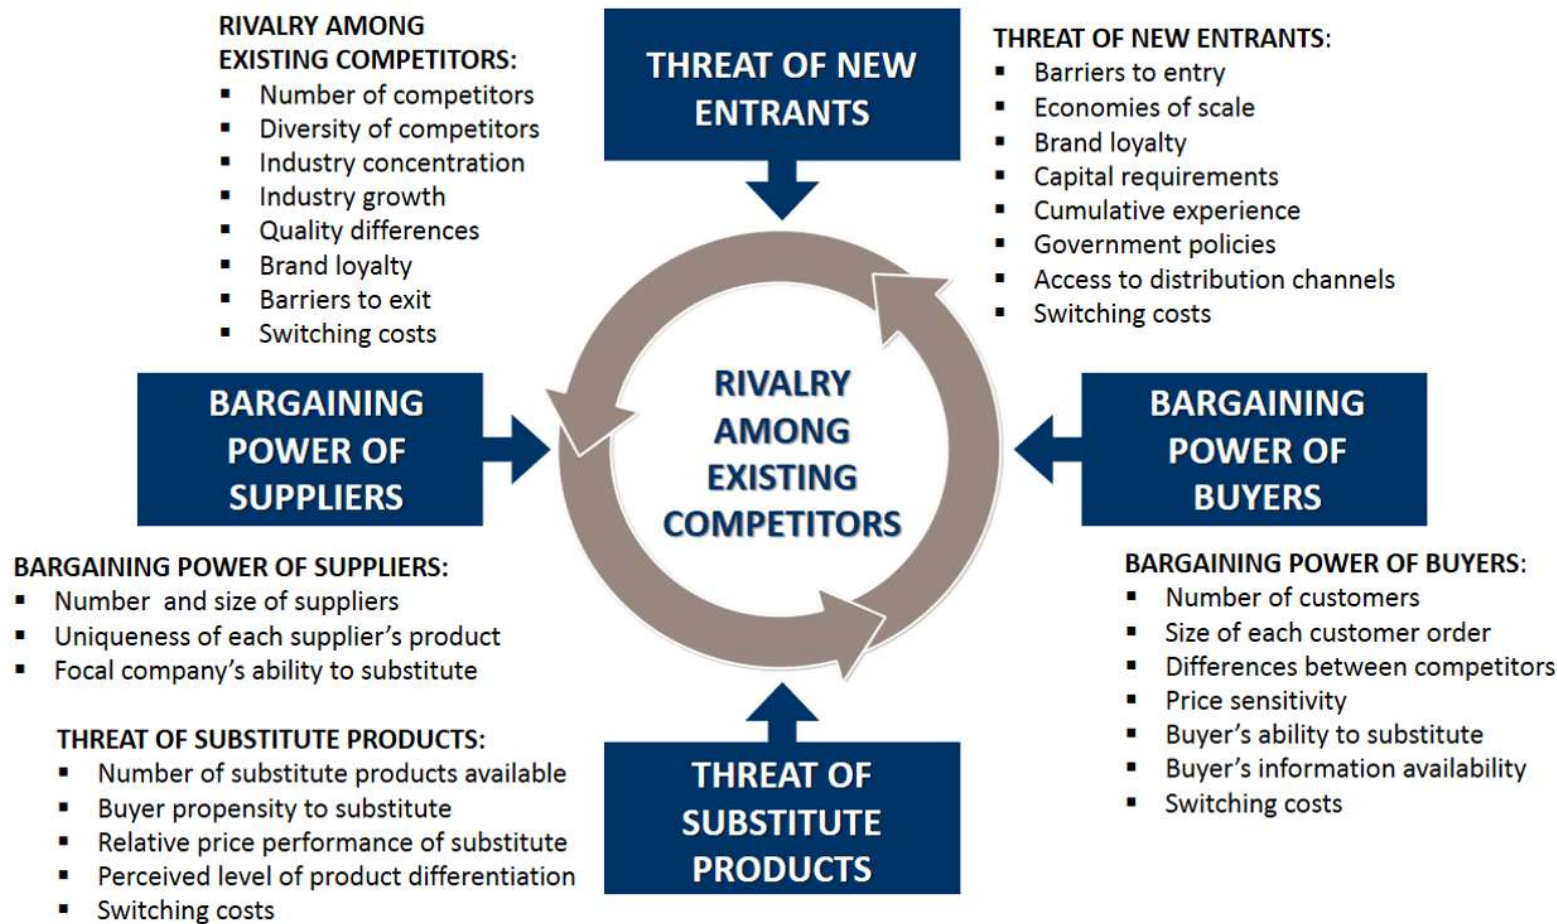 RIVALRY AMONG
EXISTING COMPETITORS:
▪ Number of competitors
▪ Diversity of competitors
▪ Industry concentration
▪ Industry growth
▪ Quality differences
▪ Brand loyalty
▪ Barriers to exit
▪ Switching costs
THREAT OF NEW
ENTRANTS
THREAT OF NEW ENTRANTS:
▪ Barriers to entry
▪ Economies of scale
▪ Brand loyalty
▪ Capital requirements
▪ Cumulative experience
▪ Government policies
▪ Access to distribution channels
▪ Switching costs
BARGAINING
POWER OF
SUPPLIERS
RIVALRY
AMONG
EXISTING
COMPETITORS
BARGAINING
POWER OF
BUYERS
BARGAINING POWER OF SUPPLIERS:
▪ Number and size of suppliers
▪ Uniqueness of each supplier's product
▪ Focal company's ability to substitute
BARGAINING POWER OF BUYERS:
▪ Number of customers
▪ Size of each customer order
▪ Differences between competitors
▪ Price sensitivity
▪ Buyer's ability to substitute
▪ Buyer's information availability
▪ Switching costs
THREAT OF SUBSTITUTE PRODUCTS:
▪ Number of substitute products available
▪ Buyer propensity to substitute
▪ Relative price performance of substitute
▪ Perceived level of product differentiation
▪ Switching costs
THREAT OF
SUBSTITUTE
PRODUCTS